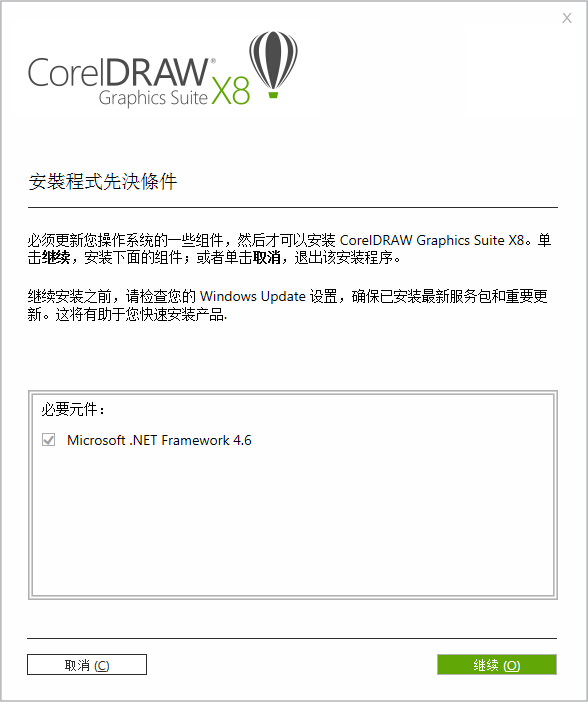 X
CorelDRAW®
Graphics Suite X8
安裝程式先決條件
必须更新您操作系统的一些组件，然后才可以安装 CorelDRAW Graphics Suite X8。单
击继续，安装下面的组件；或者单击取消，退出该安装程序。
继续安装之前，请检查您的 Windows Update 设置，确保已安装最新服务包和重要更
新。这将有助于您快速安装产品.
必要元件：
Microsoft .NET Framework 4.6
取消 (C)
继续 (O)